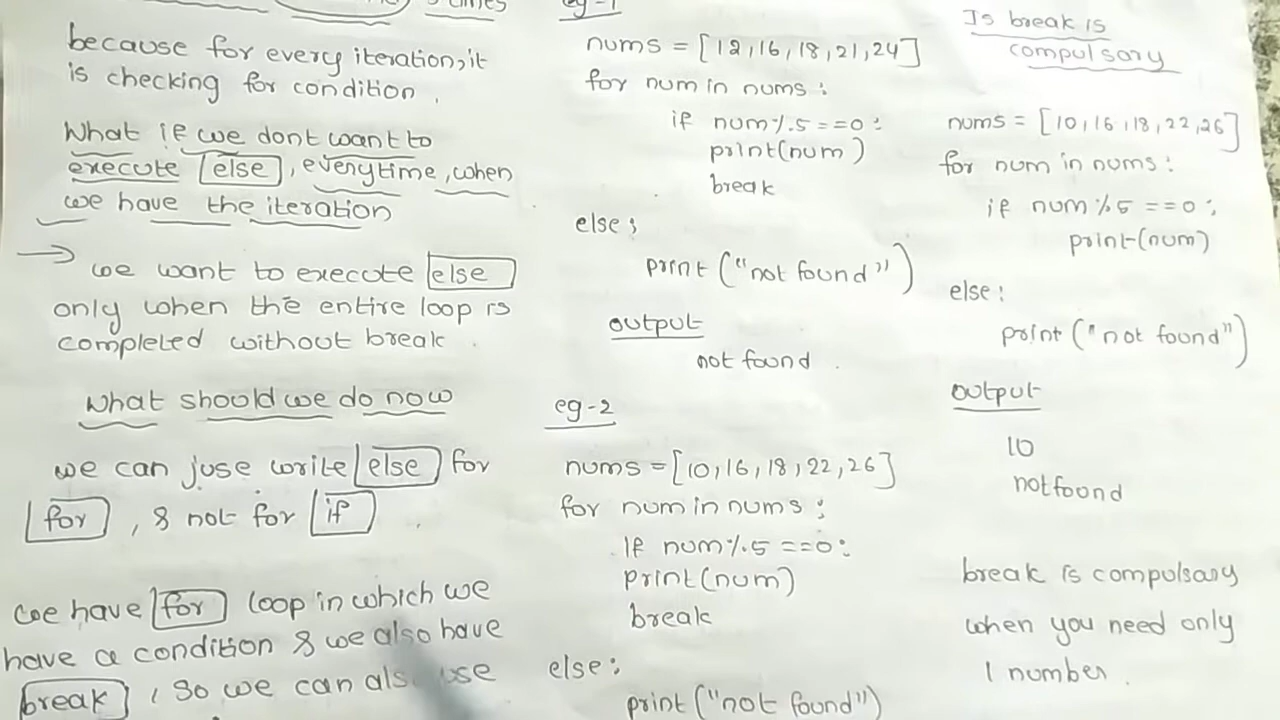 times
because for every iteration, it
is checking for condition.
What if we dont want to
execute else, everytime, when
we have the iteration
→ we want to execute else
only when the entire loop is
completed without break.
what should we do now
we can juse write else for
for, & not for if.
we have for loop in which we
have a condition & we also have
break, so we can als use
eg-1
nums = [12,16,18,21,24]
for num in nums:
if num%5==0:
print(num)
break
else:
print("not found")
output
not found.
eg-2
nums = [10,16,18,22,26]
for num in nums:
If num%5==0:
print(num)
break
else:
print("not found")
Is break is
compulsary
nums = [10,16,18,22,26]
for num in nums:
if num%5==0:
print(num)
else:
print("not found")
output
10
notfound
break is compulsary
when you need only
1 number.